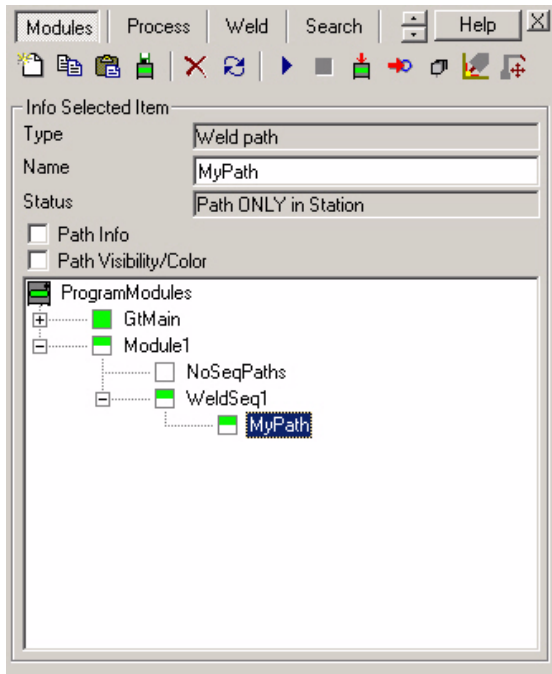 Modules Process Weld Search Help
Info Selected Item
Type Weld path
Name MyPath
Status Path ONLY in Station
Path Info
Path Visibility/Color
ProgramModules
GtMain
Module1
NoSeqPaths
WeldSeq1
MyPath